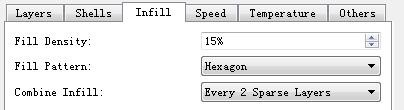 Layers Shells Infill Speed Temperature Others
Fill Density: 15%
Fill Pattern: Hexagon
Combine Infill: Every 2 Sparse Layers